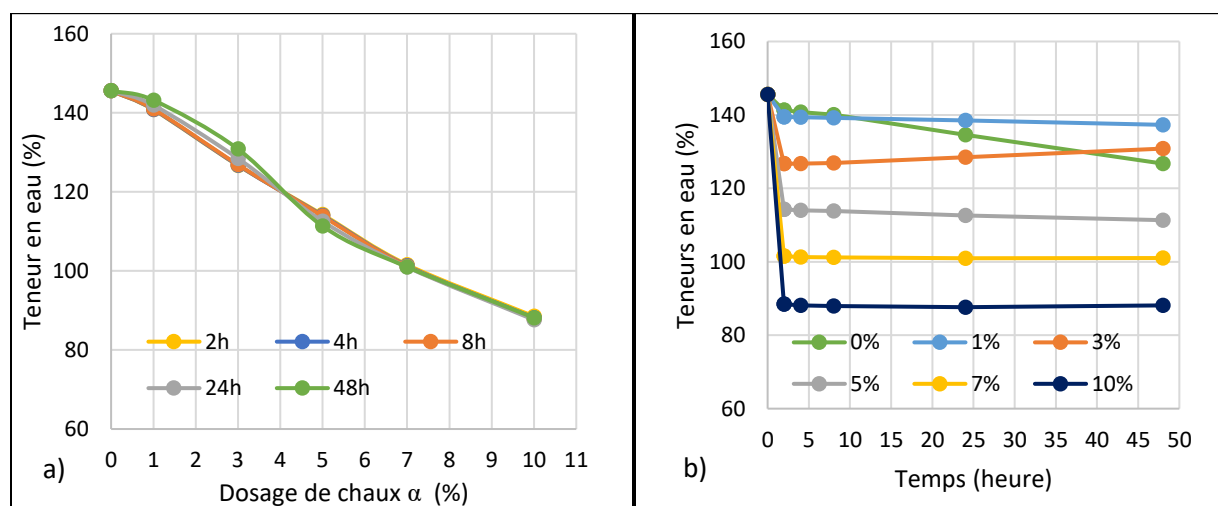 160
140
120
100
80
60
Teneur en eau (%)
2h 4h 8h
24h 48h
0 1 2 3 4 5 6 7 8 9 10 11
a)
Dosage de chaux α (%)
160
140
120
100
80
60
Teneurs en eau (%)
0% 1% 3%
5% 7% 10%
0 5 10 15 20 25 30 35 40 45 50
b)
Temps (heure)